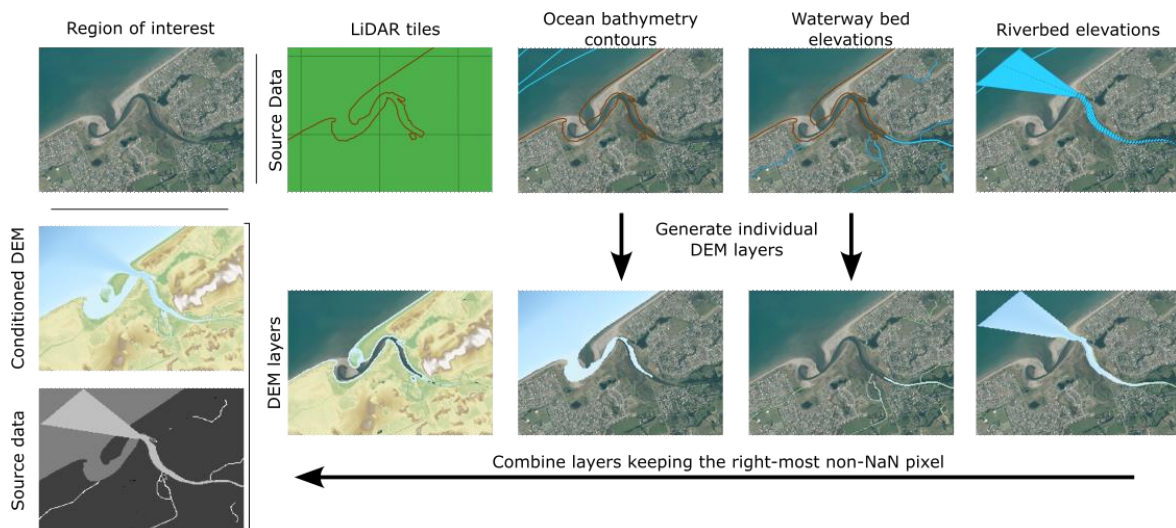 Region of interest
LiDAR tiles
Ocean bathymetry
contours
Waterway bed
elevations
Riverbed elevations
Source Data
Generate individual
DEM layers
Conditioned DEM
DEM layers
Source data
Combine layers keeping the right-most non-NaN pixel